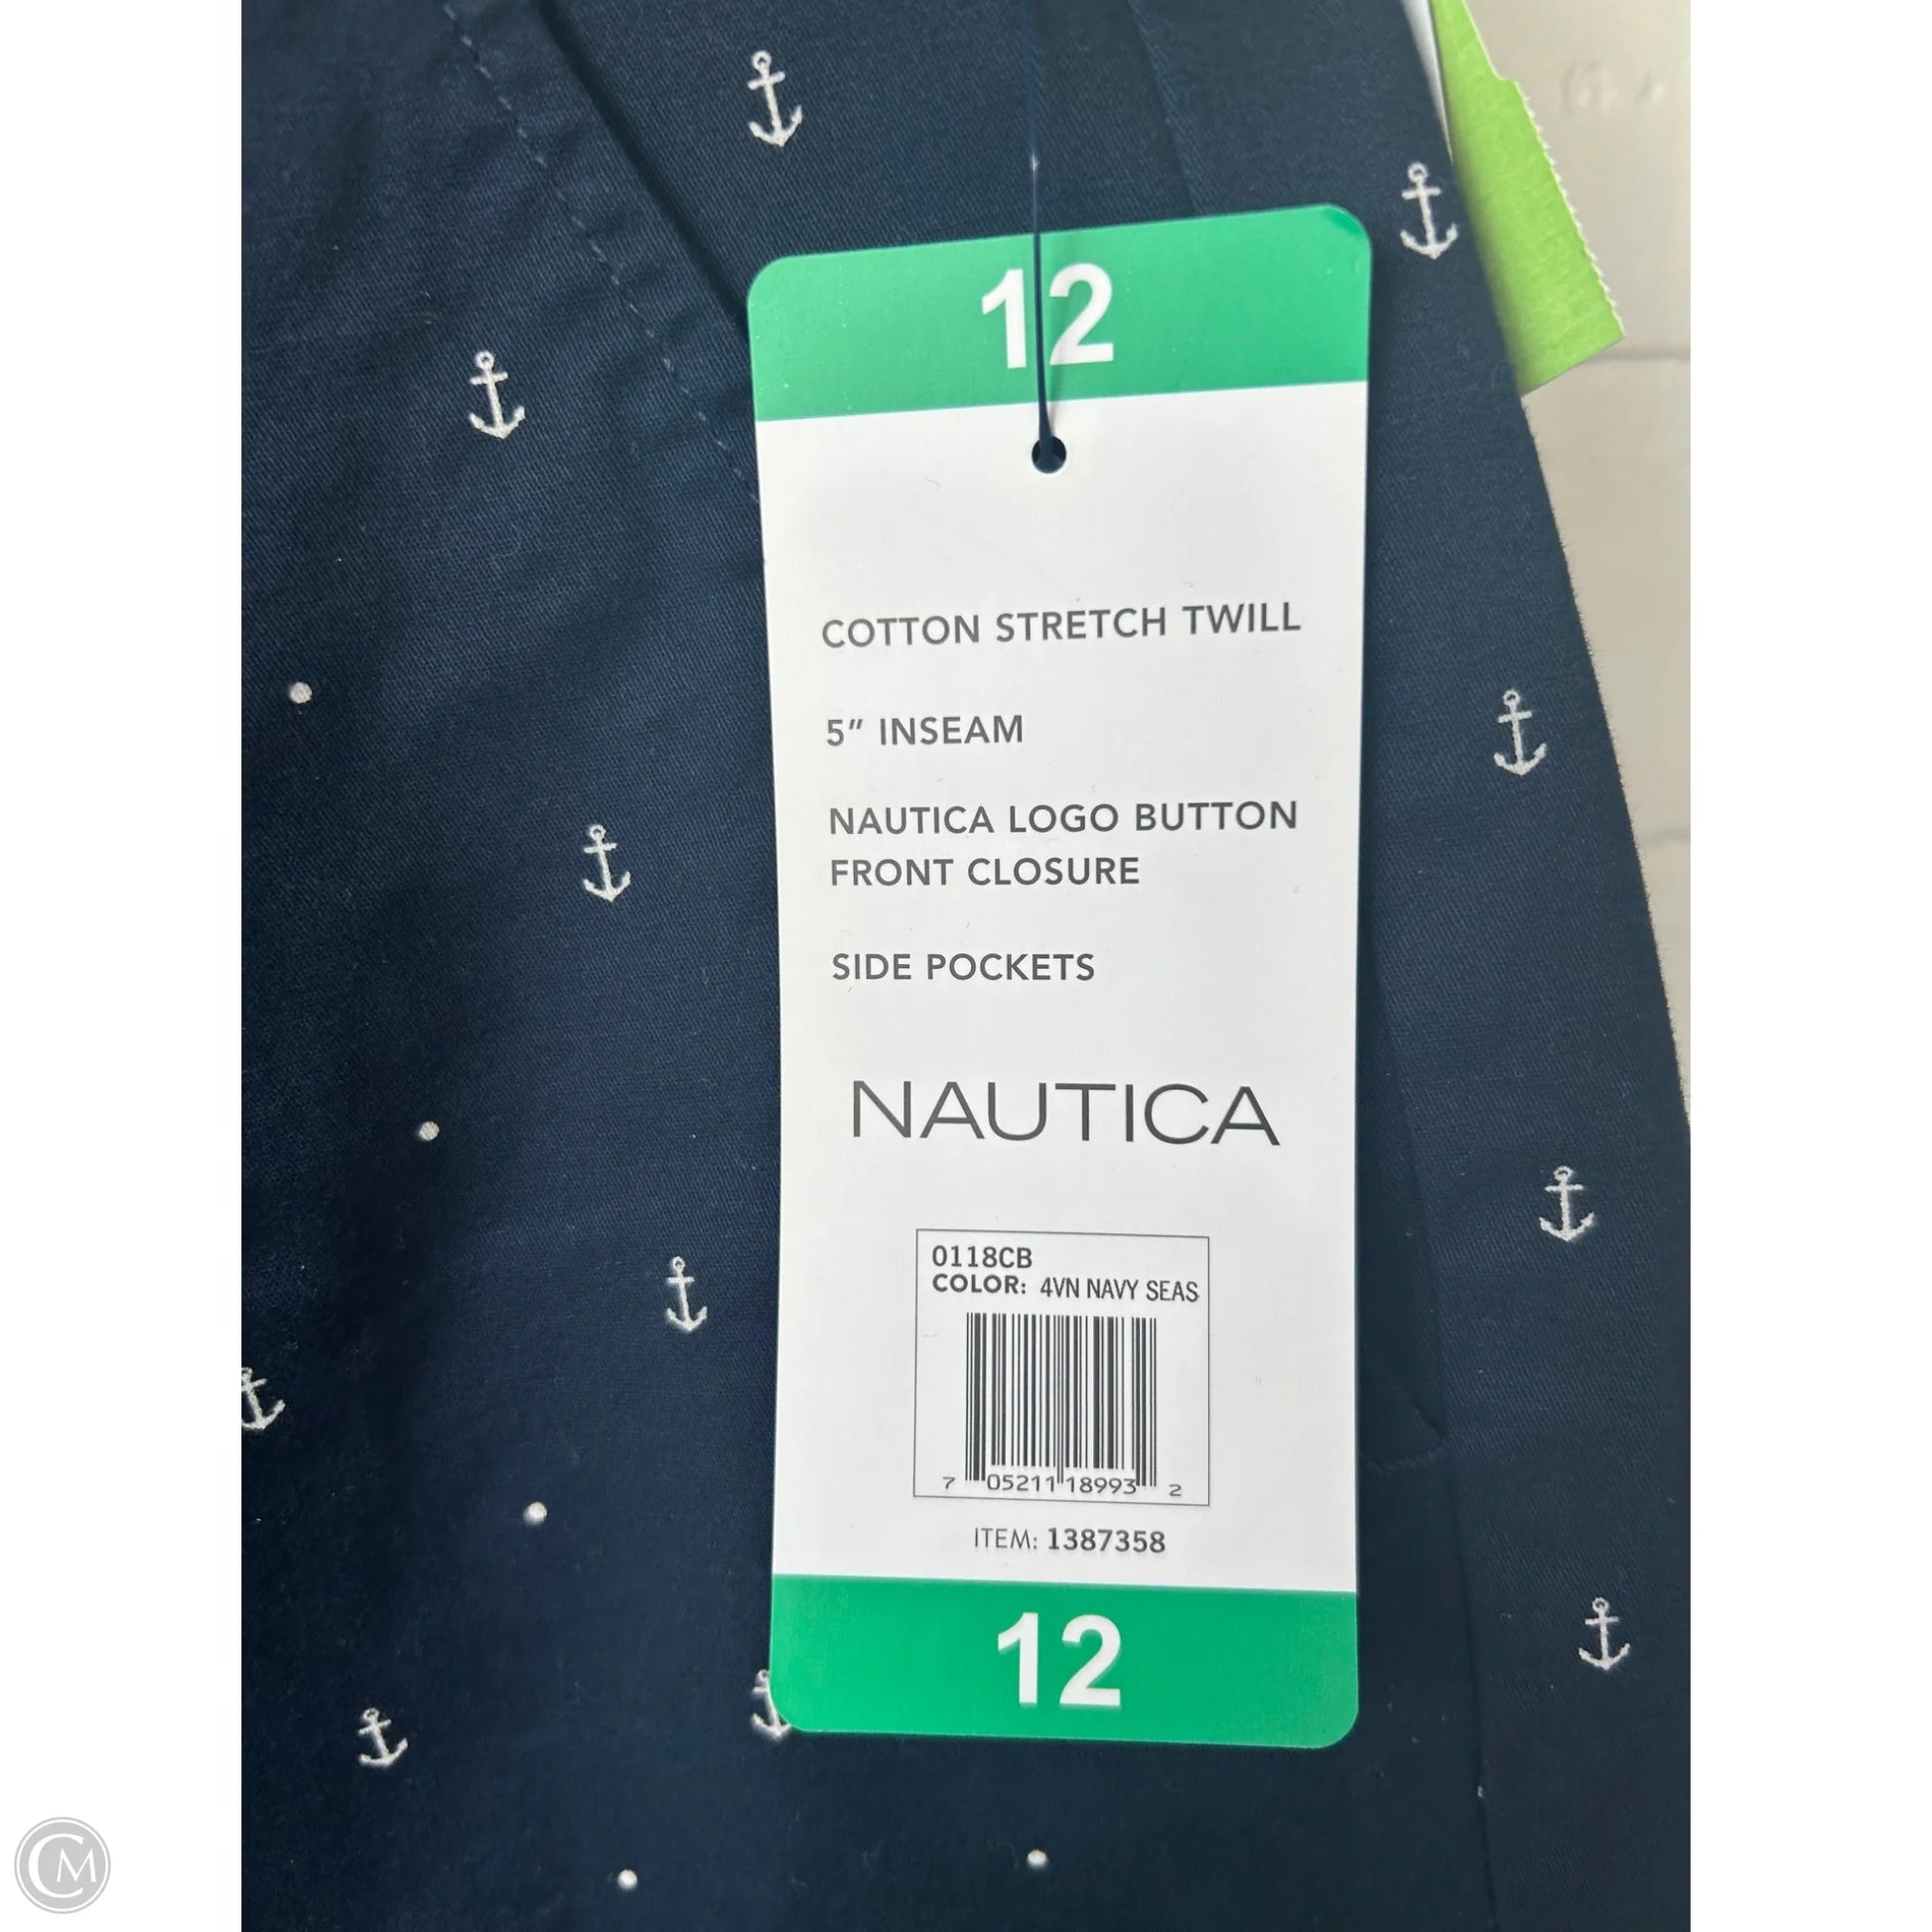 12
COTTON STRETCH TWILL
5" INSEAM
NAUTICA LOGO BUTTON
FRONT CLOSURE
SIDE POCKETS
NAUTICA
0118CB
COLOR: 4VN NAVY SEAS
7 05211 18993 2
ITEM: 1387358
12
CM